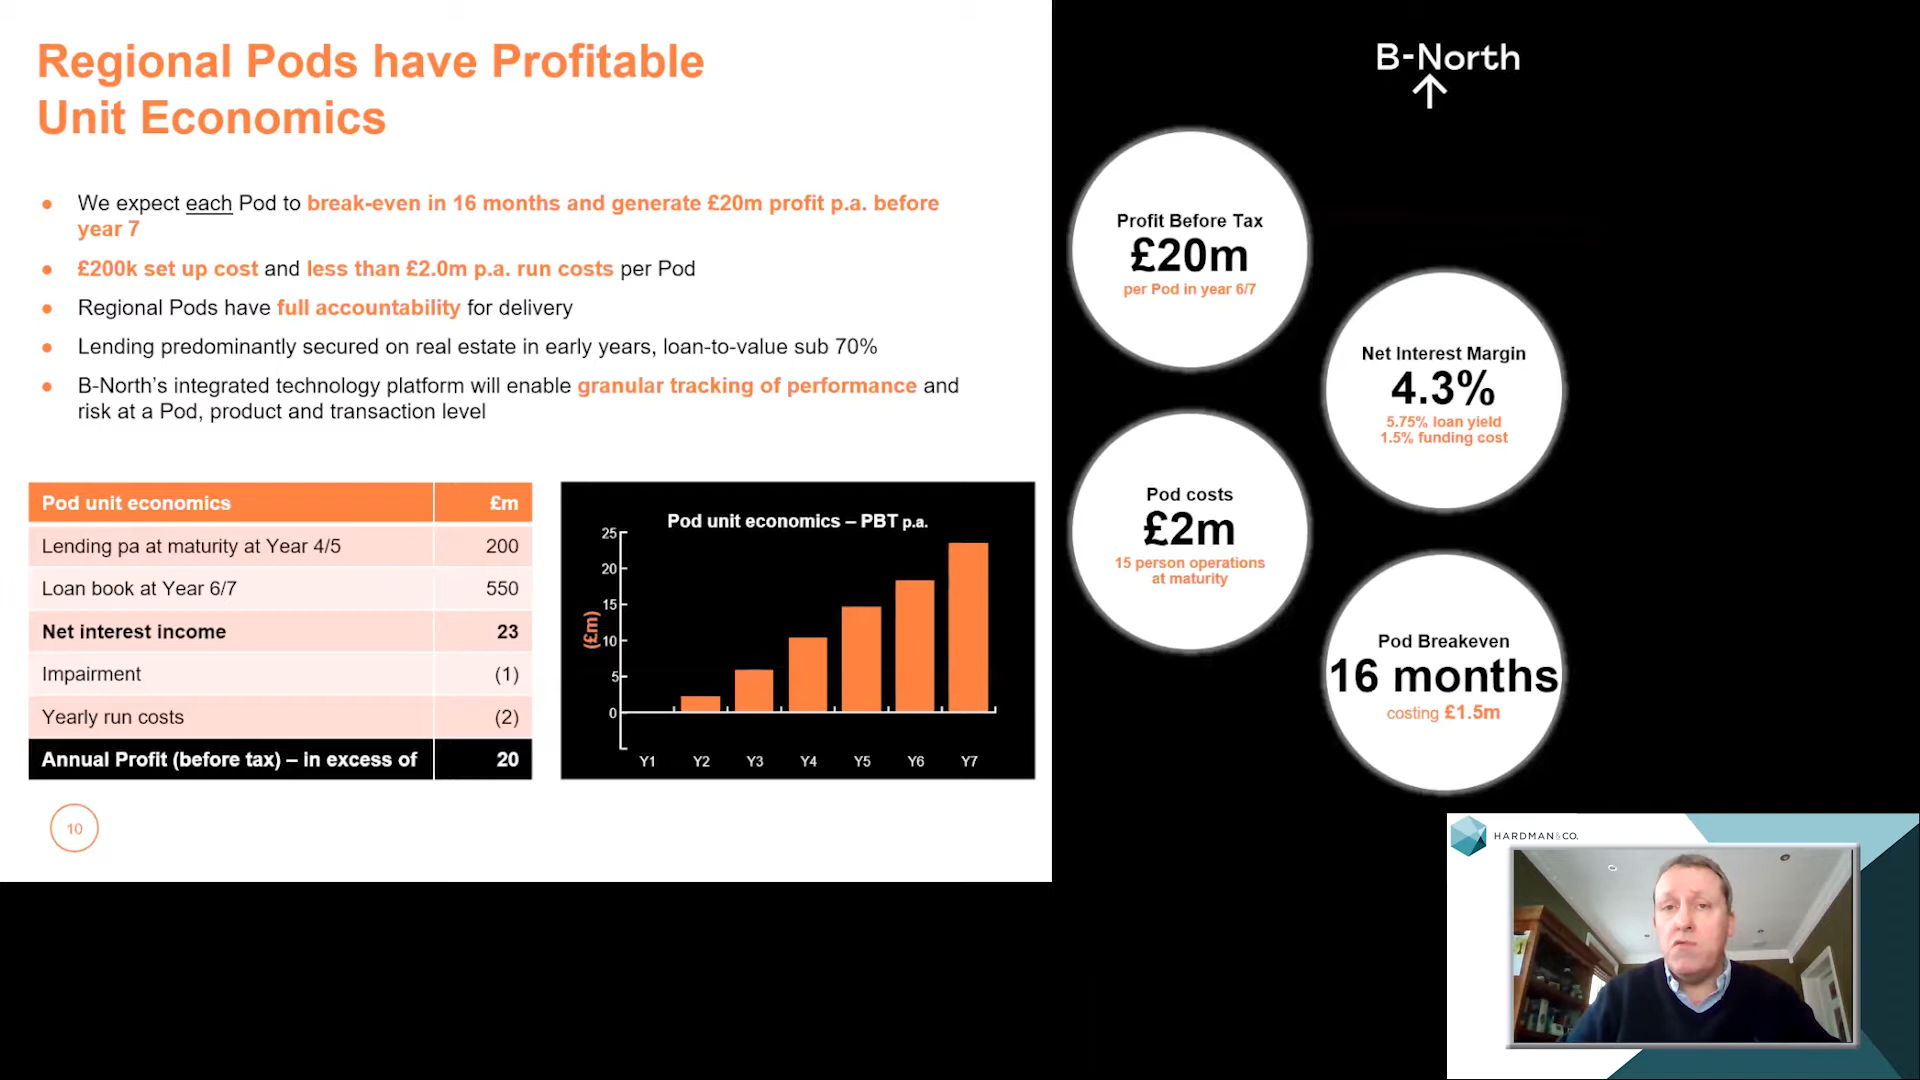 Regional Pods have Profitable
Unit Economics
• We expect each Pod to break-even in 16 months and generate £20m profit p.a. before
year 7
• £200k set up cost and less than £2.0m p.a. run costs per Pod
• Regional Pods have full accountability for delivery
• Lending predominantly secured on real estate in early years, loan-to-value sub 70%
• B-North’s integrated technology platform will enable granular tracking of performance and
risk at a Pod, product and transaction level
Pod unit economics £m
Lending pa at maturity at Year 4/5 200
Loan book at Year 6/7 550
Net interest income 23
Impairment (1)
Yearly run costs (2)
Annual Profit (before tax) – in excess of 20
Pod unit economics – PBT p.a.
(£m)
25
20
15
10
5
0
Y1 Y2 Y3 Y4 Y5 Y6 Y7
10
B-North
Profit Before Tax
£20m
per Pod in year 6/7
Net Interest Margin
4.3%
5.75% loan yield
1.5% funding cost
Pod costs
£2m
15 person operations
at maturity
Pod Breakeven
16 months
costing £1.5m
HARDMAN&CO.